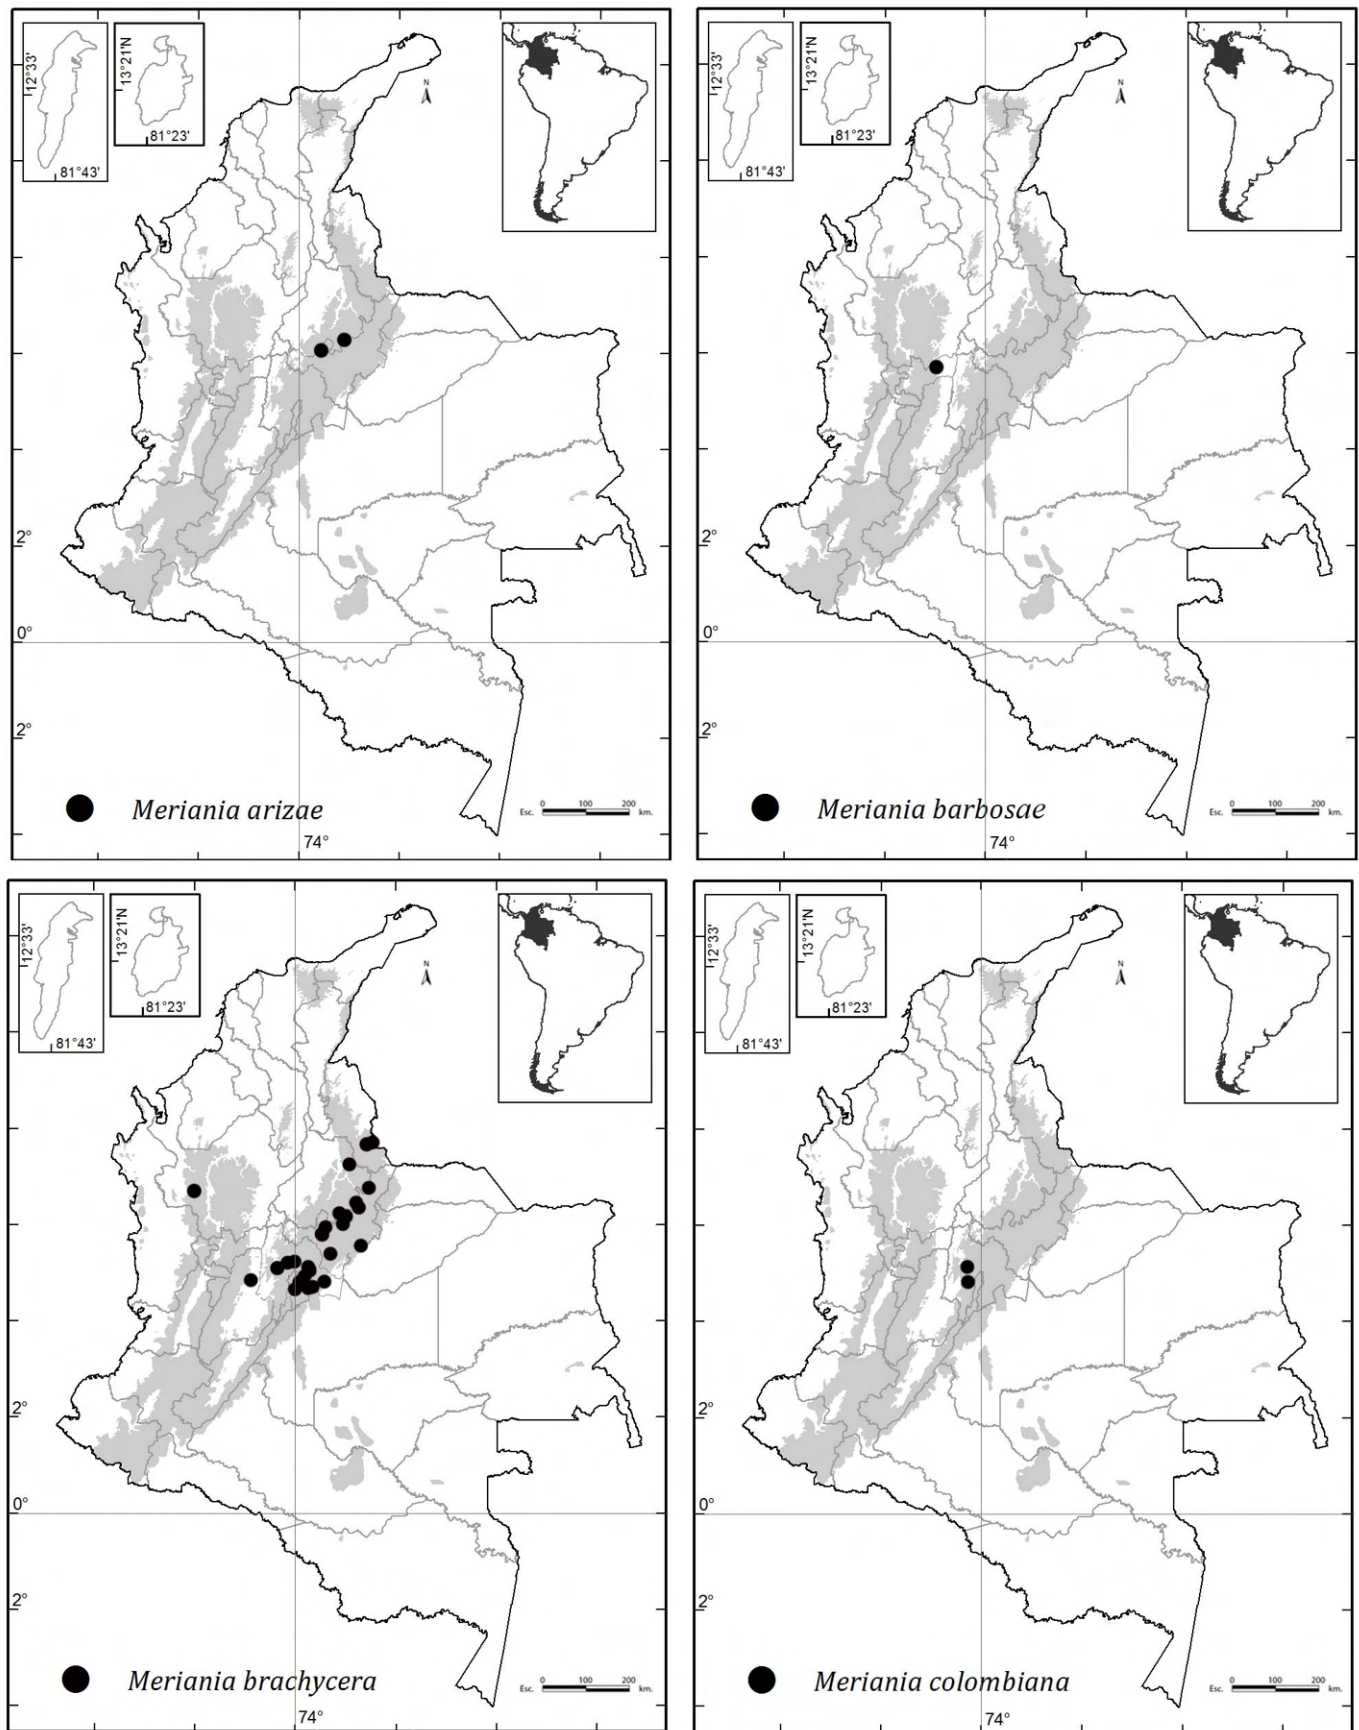 12°33'
81°43'
13°21'N
81°23'
N
2°
0°
2°
Meriania arizae
Esc.
0 100 200
km.
74°
12°33'
81°43'
13°21'N
81°23'
N
2°
0°
2°
Meriania barbosae
Esc.
0 100 200
km.
74°
12°33'
81°43'
13°21'N
81°23'
N
2°
0°
2°
Meriania brachycera
Esc.
0 100 200
km.
74°
12°33'
81°43'
13°21'N
81°23'
N
2°
0°
2°
Meriania colombiana
Esc.
0 100 200
km.
74°